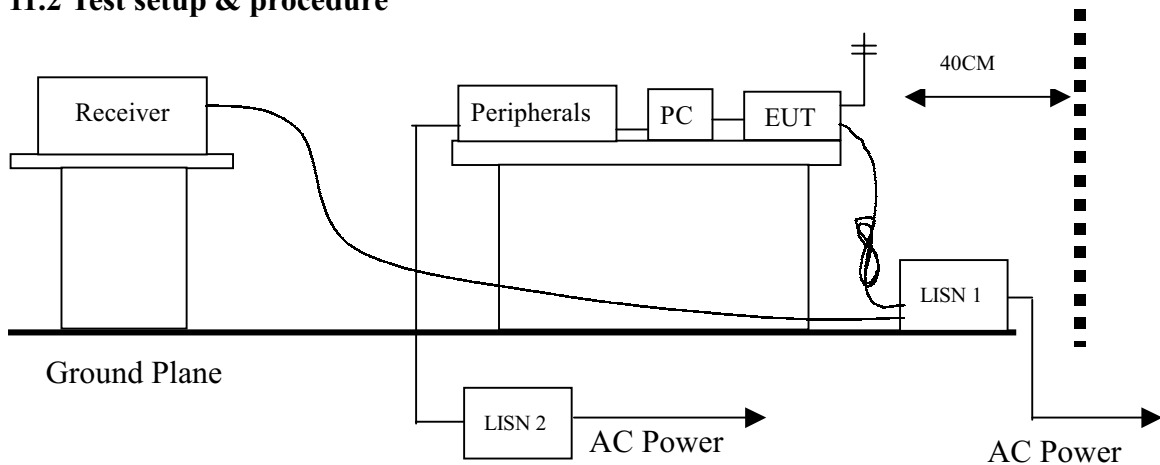 11.2 Test setup & procedure
40CM
Receiver
Peripherals
PC
EUT
LISN 1
Ground Plane
LISN 2
AC Power
AC Power